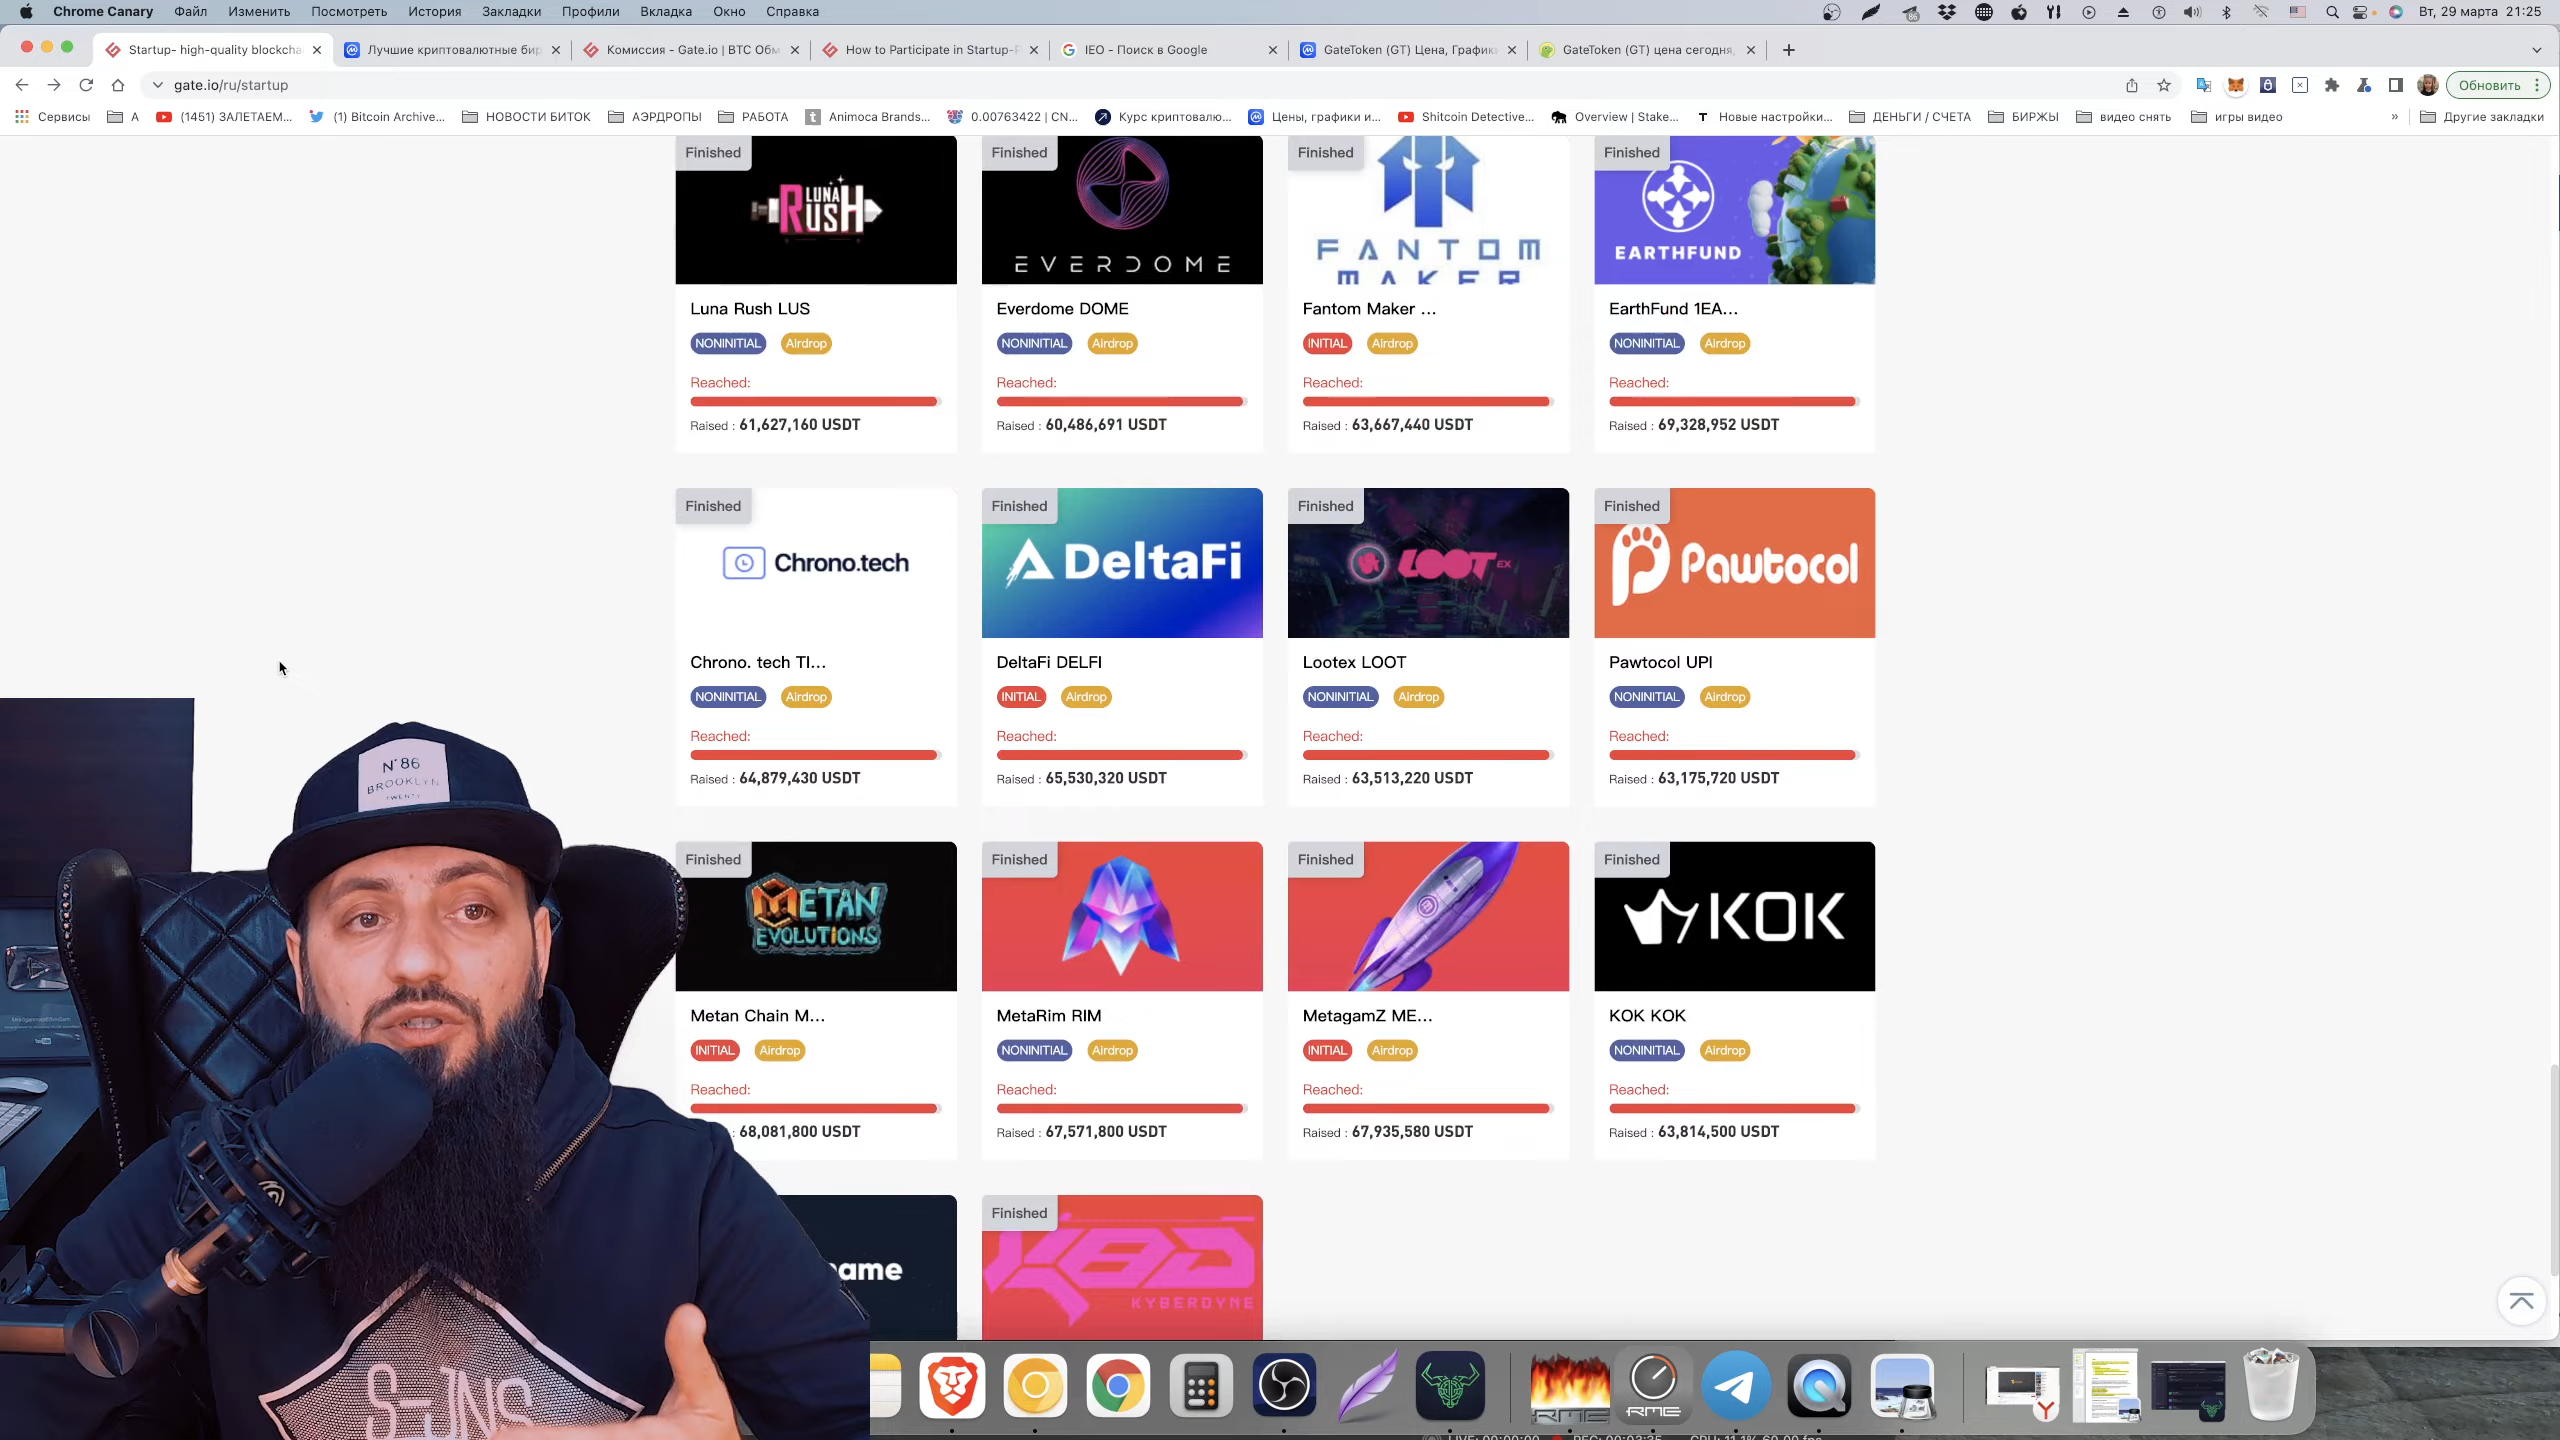 Chrome Canary Файл Изменить Посмотреть История Закладки Профили Вкладка Окно Справка
86
Вт, 29 марта 21:25
Startup- high-quality blockcha
Лучшие криптовалютные бир
Комиссия - Gate.io | BTC Обм
How to Participate in Startup-P
IEO - Поиск в Google
GateToken (GT) Цена, График
GateToken (GT) цена сегодня,
gate.io/ru/startup
Обновить
Сервисы
А
(1451) ЗАЛЕТАЕМ...
(1) Bitcoin Archive...
НОВОСТИ БИТОК
АЭРДРОПЫ
РАБОТА
Animoca Brands...
0.00763422 | CN...
Курс криптовалю...
Цены, графики и...
Shitcoin Detective...
Overview | Stake...
Новые настройки...
ДЕНЬГИ / СЧЕТА
БИРЖЫ
видео снять
игры видео
»
Другие закладки
Finished Finished Finished Finished
LUNA RUSH
EVERDOME
FANTOM MAKER
EARTHFUND
Luna Rush LUS Everdome DOME Fantom Maker ... EarthFund 1EA...
NONINITIAL Airdrop NONINITIAL Airdrop INITIAL Airdrop NONINITIAL Airdrop
Reached: Reached: Reached: Reached:
Raised : 61,627,160 USDT Raised : 60,486,691 USDT Raised : 63,667,440 USDT Raised : 69,328,952 USDT
Finished Finished Finished Finished
Chrono.tech DeltaFi LOOT EX Pawtocol
Chrono. tech TI... DeltaFi DELFI Lootex LOOT Pawtocol UPI
NONINITIAL Airdrop INITIAL Airdrop NONINITIAL Airdrop NONINITIAL Airdrop
Reached: Reached: Reached: Reached:
Raised : 64,879,430 USDT Raised : 65,530,320 USDT Raised : 63,513,220 USDT Raised : 63,175,720 USDT
Finished Finished Finished Finished
METAN EVOLUTIONS
KOK
Metan Chain M... MetaRim RIM MetagamZ ME... KOK KOK
INITIAL Airdrop NONINITIAL Airdrop INITIAL Airdrop NONINITIAL Airdrop
Reached: Reached: Reached: Reached:
: 68,081,800 USDT Raised : 67,571,800 USDT Raised : 67,935,580 USDT Raised : 63,814,500 USDT
Finished
ame
KBD
KYBERDYNE
N°86
BROOKLYN
TWENTY
S-JNS
RME
RME